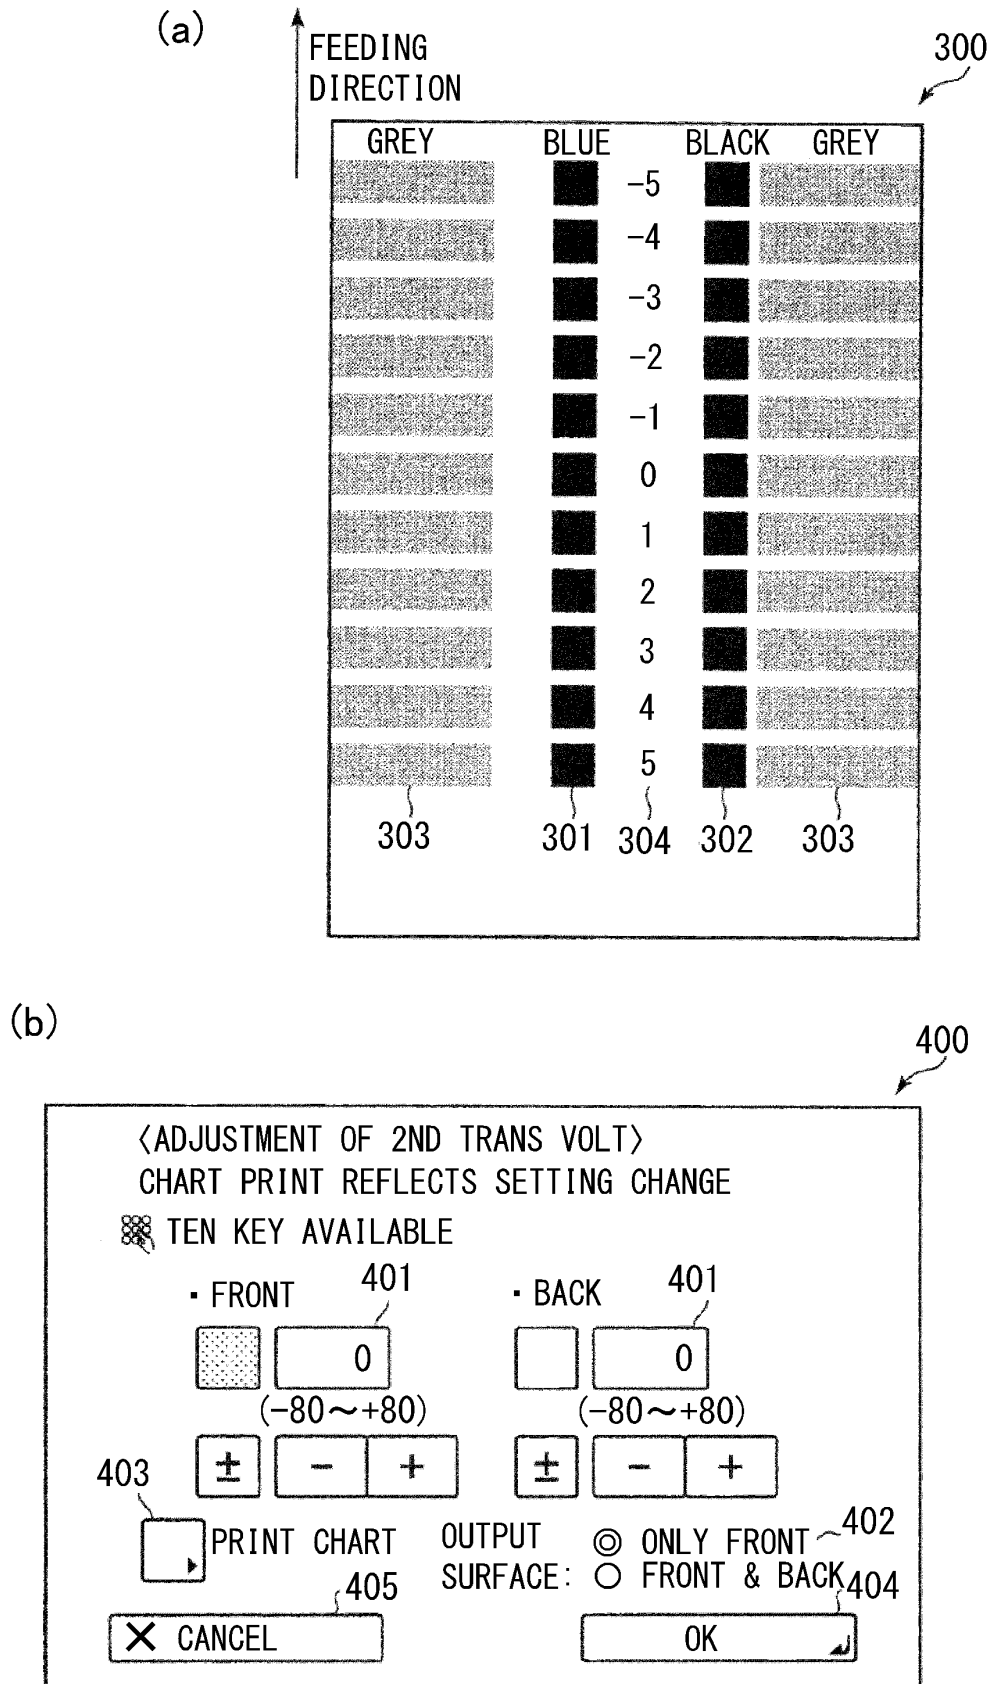 (a)
FEEDING
DIRECTION
300
GREY BLUE BLACK GREY
-5
-4
-3
-2
-1
0
1
2
3
4
5
303 301 304 302 303
(b)
400
〈ADJUSTMENT OF 2ND TRANS VOLT〉
CHART PRINT REFLECTS SETTING CHANGE
TEN KEY AVAILABLE
・FRONT 401 ・BACK 401
0 0
(-80～+80) (-80～+80)
± - + ± - +
403
PRINT CHART OUTPUT SURFACE: ◎ ONLY FRONT 402
○ FRONT & BACK
405 404
X CANCEL OK